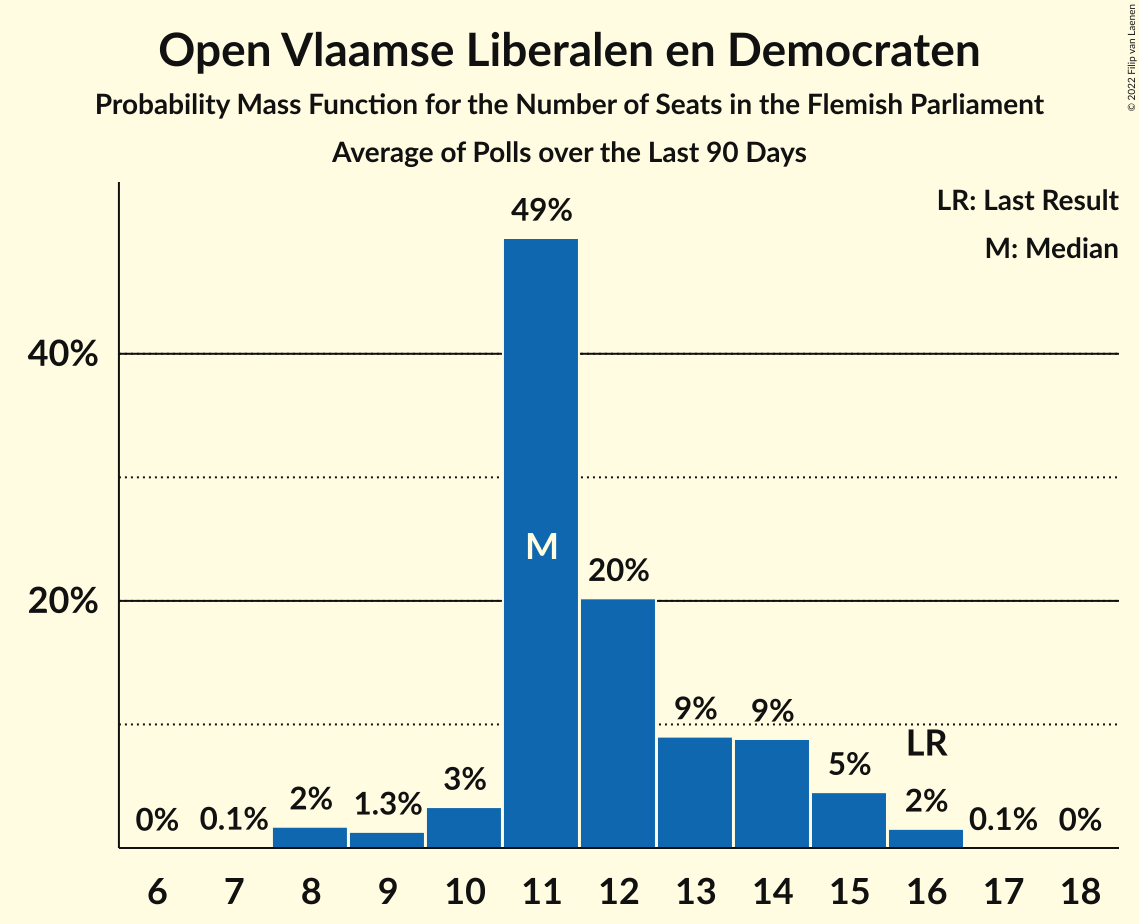 Open Vlaamse Liberalen en Democraten
Probability Mass Function for the Number of Seats in the Flemish Parliament
Average of Polls over the Last 90 Days
© 2022 Filip van Laenen
LR: Last Result
M: Median
49%
40%
M
20%
20%
9%
9%
LR
5%
3%
2%
1.3%
2%
0%
0.1%
0.1%
0%
6 7 8 9 10 11 12 13 14 15 16 17 18